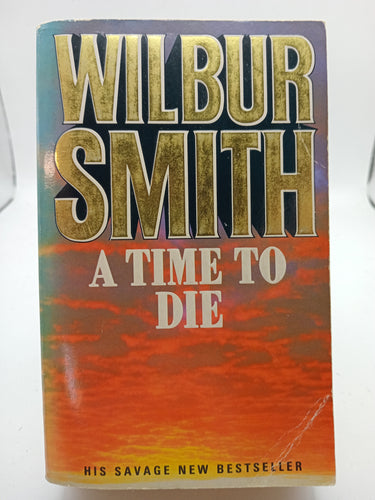 WILBUR
SMITH
A TIME TO
DIE
HIS SAVAGE NEW BESTSELLER